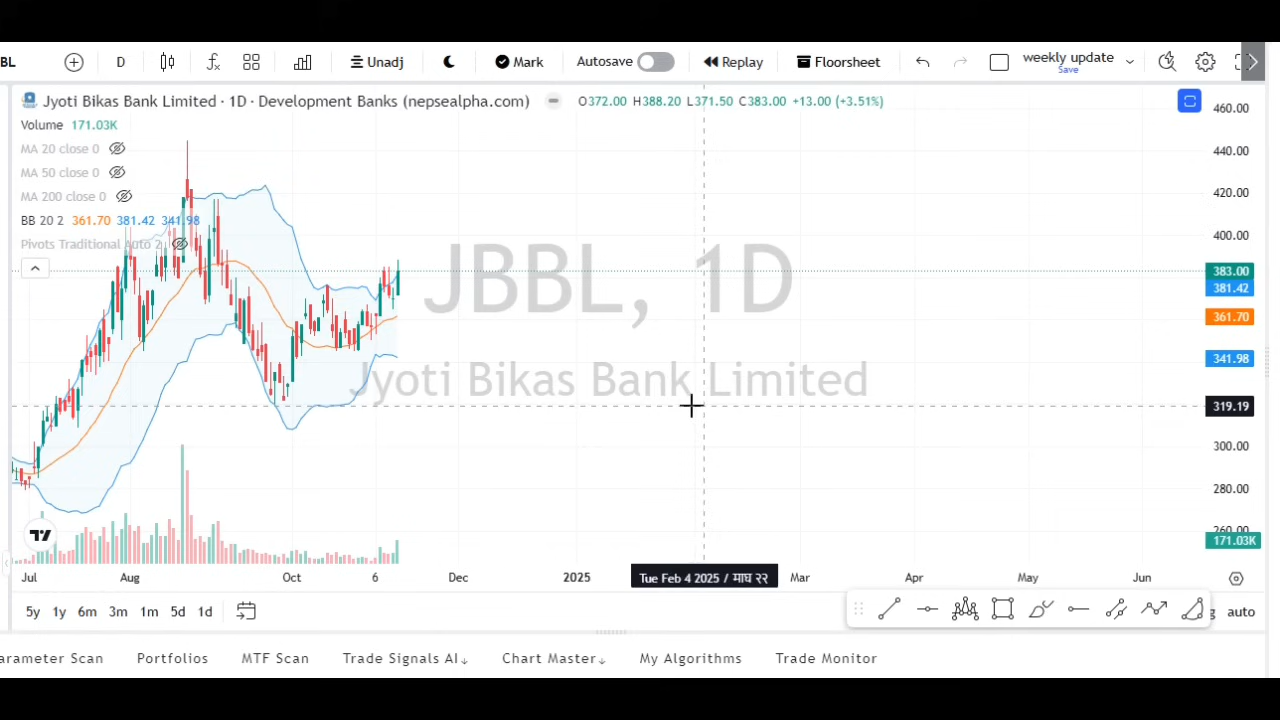 BL D Unadj Mark Autosave Replay Floorsheet weekly update
Save
Jyoti Bikas Bank Limited · 1D · Development Banks (nepsealpha.com) O372.00 H388.20 L371.50 C383.00 +13.00 (+3.51%)
Volume 171.03K
MA 20 close 0
MA 50 close 0
MA 200 close 0
BB 20 2 361.70 381.42 341.98
Pivots Traditional Auto 2
JBBL, 1D
Jyoti Bikas Bank Limited
460.00
440.00
420.00
400.00
383.00
381.42
361.70
341.98
319.19
300.00
280.00
260.00
171.03K
Jul Aug Oct 6 Dec 2025 Tue Feb 4 2025 / माघ २२ Mar Apr May Jun
5y 1y 6m 3m 1m 5d 1d g auto
arameter Scan Portfolios MTF Scan Trade Signals AI↓ Chart Master↓ My Algorithms Trade Monitor